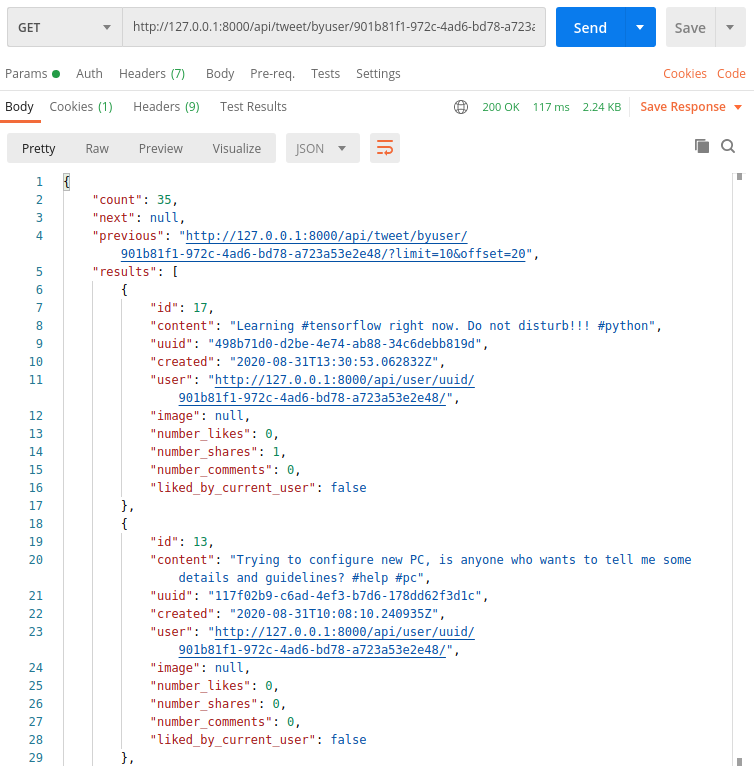 GET http://127.0.0.1:8000/api/tweet/byuser/901b81f1-972c-4ad6-bd78-a723a Send Save
Params Auth Headers (7) Body Pre-req. Tests Settings Cookies Code
Body Cookies (1) Headers (9) Test Results 200 OK 117 ms 2.24 KB Save Response
Pretty Raw Preview Visualize JSON
1 {
2 "count": 35,
3 "next": null,
4 "previous": "http://127.0.0.1:8000/api/tweet/byuser/
901b81f1-972c-4ad6-bd78-a723a53e2e48/?limit=10&offset=20",
5 "results": [
6 {
7 "id": 17,
8 "content": "Learning #tensorflow right now. Do not disturb!!! #python",
9 "uuid": "498b71d0-d2be-4e74-ab88-34c6debb819d",
10 "created": "2020-08-31T13:30:53.062832Z",
11 "user": "http://127.0.0.1:8000/api/user/uuid/
901b81f1-972c-4ad6-bd78-a723a53e2e48/",
12 "image": null,
13 "number_likes": 0,
14 "number_shares": 1,
15 "number_comments": 0,
16 "liked_by_current_user": false
17 },
18 {
19 "id": 13,
20 "content": "Trying to configure new PC, is anyone who wants to tell me some
details and guidelines? #help #pc",
21 "uuid": "117f02b9-c6ad-4ef3-b7d6-178dd62f3d1c",
22 "created": "2020-08-31T10:08:10.240935Z",
23 "user": "http://127.0.0.1:8000/api/user/uuid/
901b81f1-972c-4ad6-bd78-a723a53e2e48/",
24 "image": null,
25 "number_likes": 0,
26 "number_shares": 0,
27 "number_comments": 0,
28 "liked_by_current_user": false
29 },